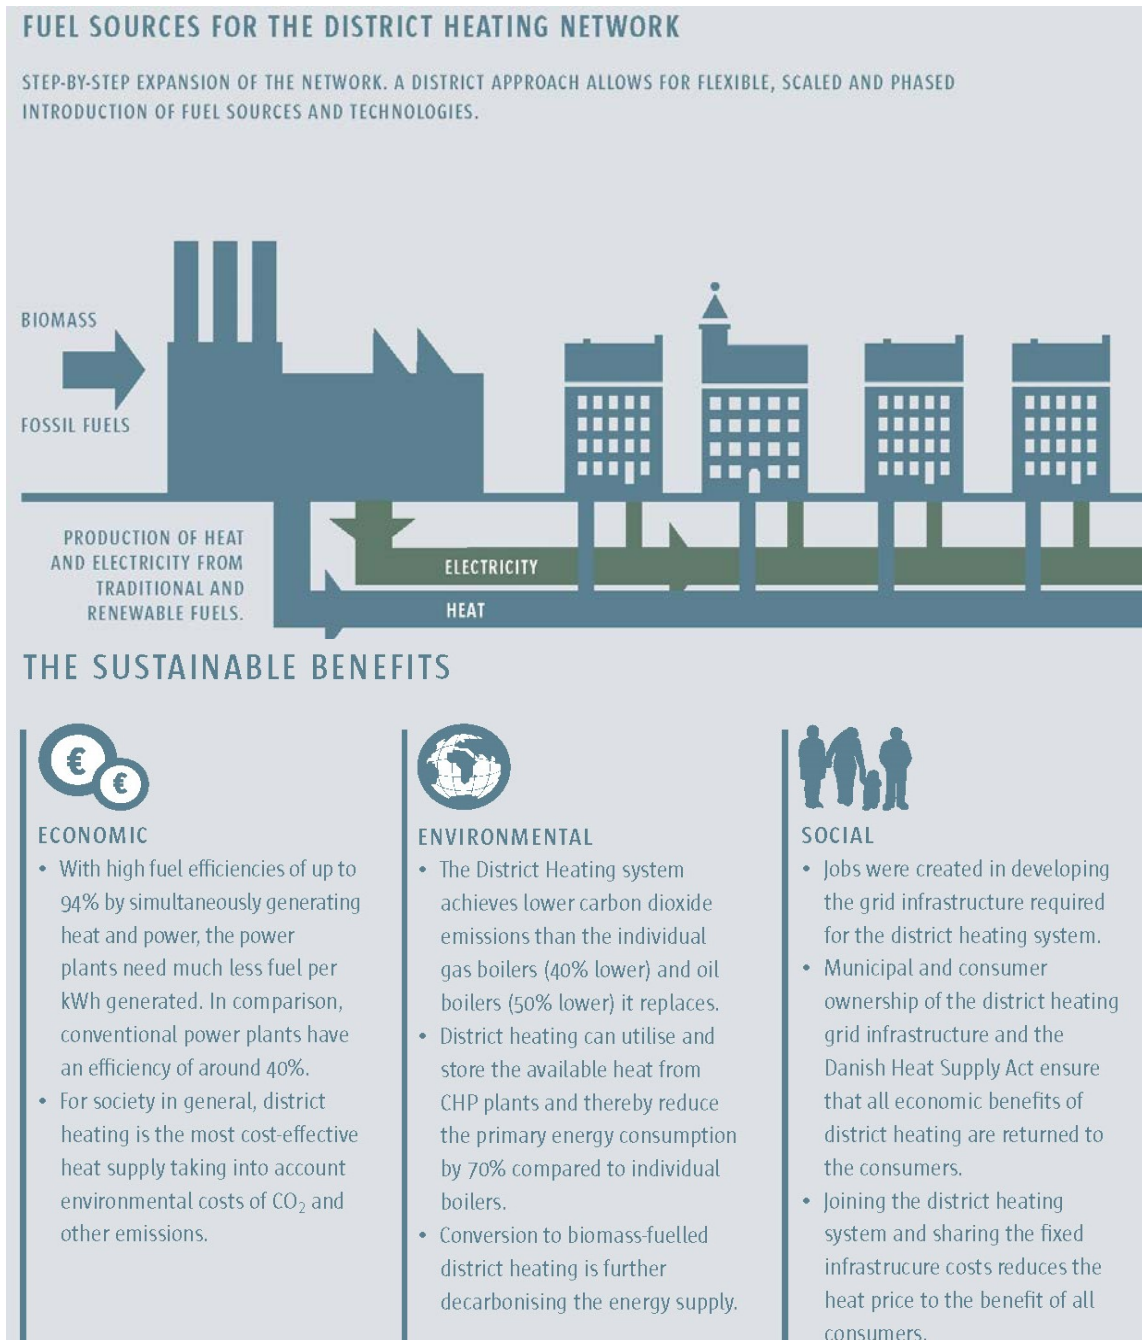 FUEL SOURCES FOR THE DISTRICT HEATING NETWORK
STEP-BY-STEP EXPANSION OF THE NETWORK. A DISTRICT APPROACH ALLOWS FOR FLEXIBLE, SCALED AND PHASED
INTRODUCTION OF FUEL SOURCES AND TECHNOLOGIES.
BIOMASS
FOSSIL FUELS
PRODUCTION OF HEAT
AND ELECTRICITY FROM
TRADITIONAL AND
RENEWABLE FUELS.
ELECTRICITY
HEAT
THE SUSTAINABLE BENEFITS
€
€
ECONOMIC
• With high fuel efficiencies of up to
94% by simultaneously generating
heat and power, the power
plants need much less fuel per
kWh generated. In comparison,
conventional power plants have
an efficiency of around 40%.
• For society in general, district
heating is the most cost-effective
heat supply taking into account
environmental costs of CO₂ and
other emissions.
ENVIRONMENTAL
• The District Heating system
achieves lower carbon dioxide
emissions than the individual
gas boilers (40% lower) and oil
boilers (50% lower) it replaces.
• District heating can utilise and
store the available heat from
CHP plants and thereby reduce
the primary energy consumption
by 70% compared to individual
boilers.
• Conversion to biomass-fuelled
district heating is further
decarbonising the energy supply.
SOCIAL
• Jobs were created in developing
the grid infrastructure required
for the district heating system.
• Municipal and consumer
ownership of the district heating
grid infrastructure and the
Danish Heat Supply Act ensure
that all economic benefits of
district heating are returned to
the consumers.
• Joining the district heating
system and sharing the fixed
infrastrucure costs reduces the
heat price to the benefit of all
consumers.